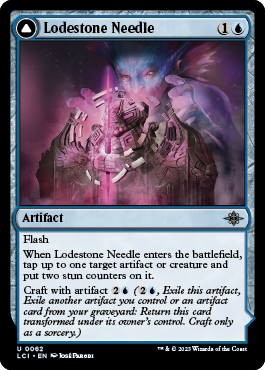 Lodestone Needle 1
Artifact
Flash
When Lodestone Needle enters the battlefield,
tap up to one target artifact or creature and
put two stun counters on it.
Craft with artifact 2 (2, Exile this artifact,
Exile another artifact you control or an artifact
card from your graveyard: Return this card
transformed under its owner's control. Craft only
as a sorcery.)
U 0062
LCI • EN José Parodi ™ & © 2023 Wizards of the Coast